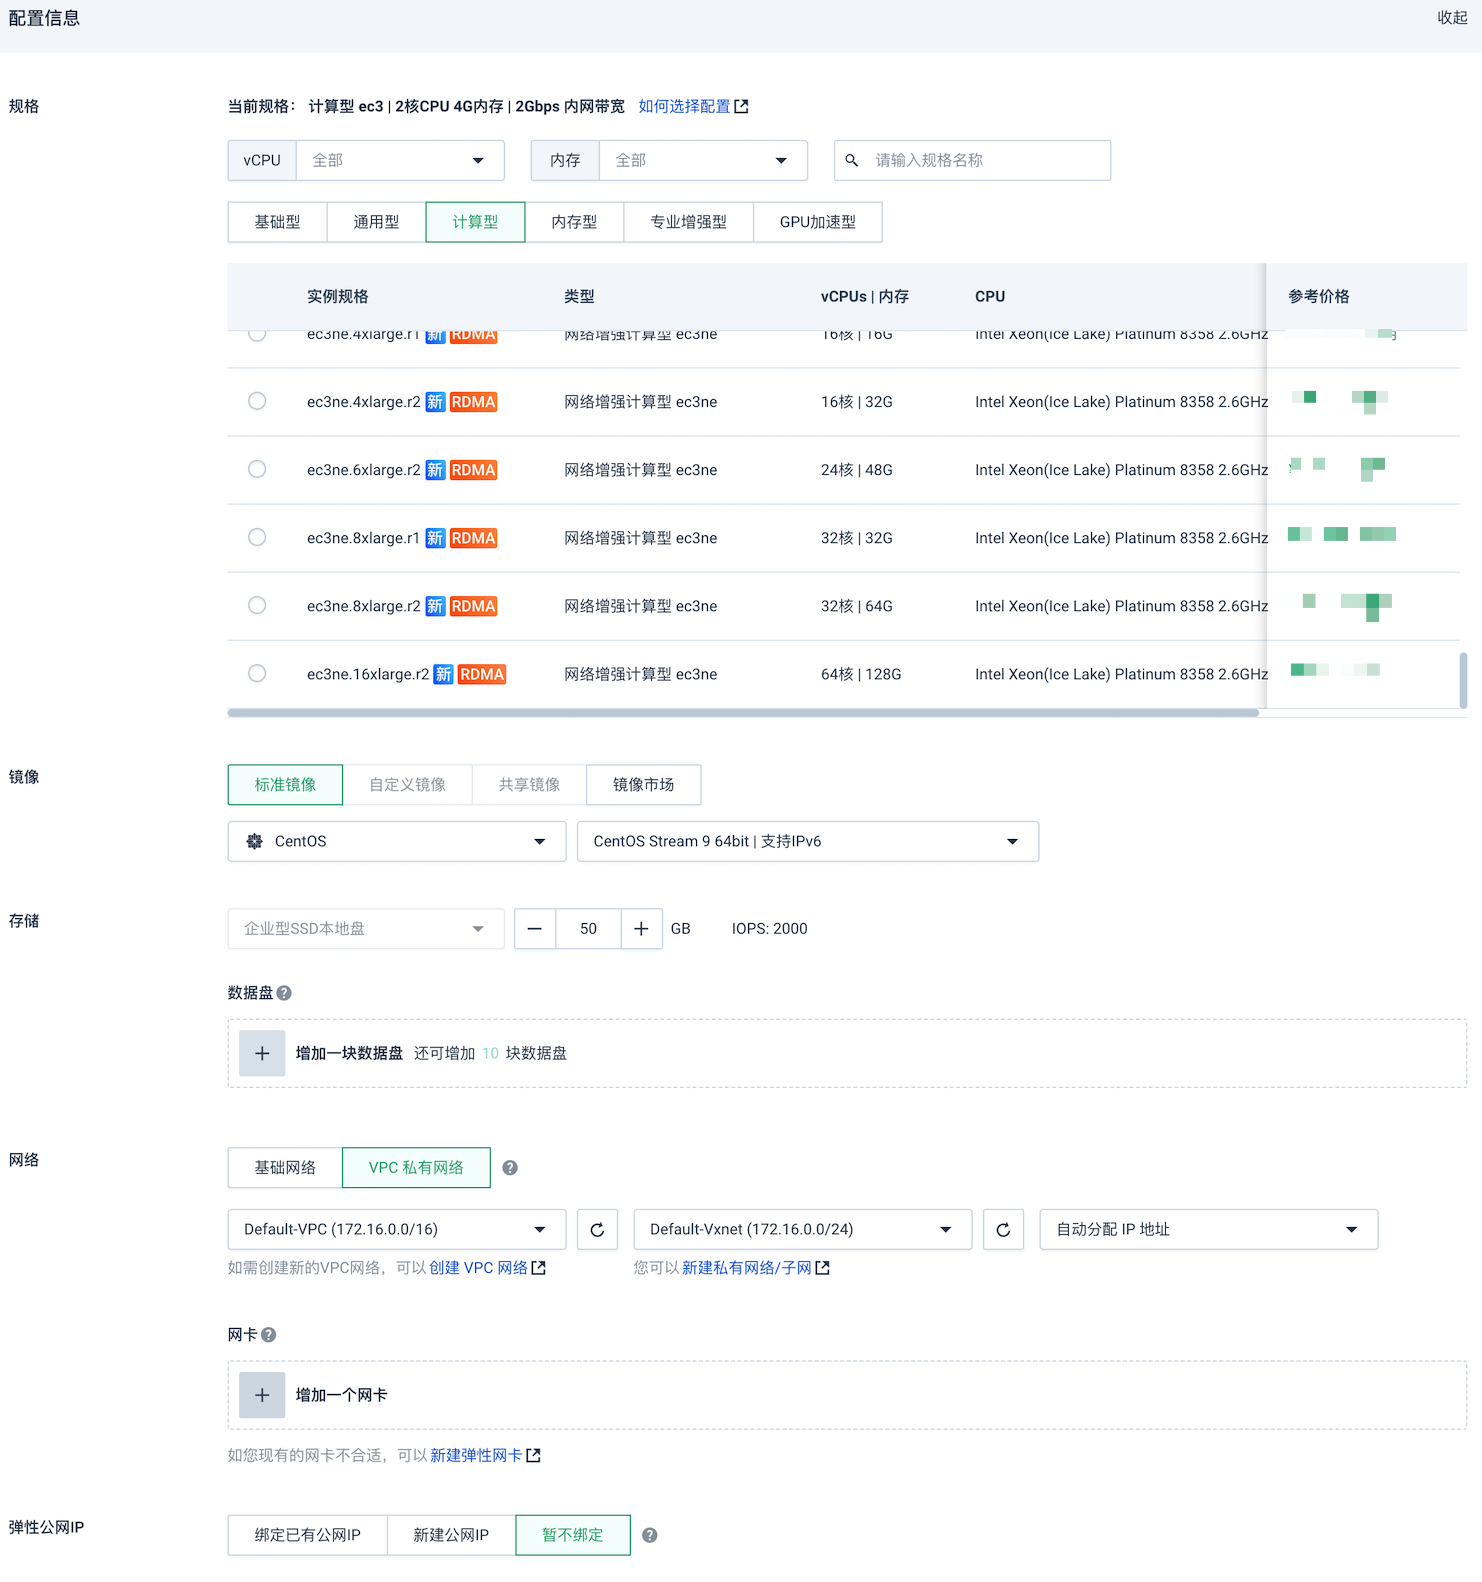 配置信息
收起
规格
当前规格： 计算型 ec3 | 2核CPU 4G内存 | 2Gbps 内网带宽 如何选择配置
vCPU 全部 内存 全部 请输入规格名称
基础型 通用型 计算型 内存型 专业增强型 GPU加速型
实例规格 类型 vCPUs | 内存 CPU 参考价格
ec3ne.4xlarge.r1 新 RDMA 网络增强计算型 ec3ne 16核 | 16G Intel Xeon(Ice Lake) Platinum 8358 2.6GHz
ec3ne.4xlarge.r2 新 RDMA 网络增强计算型 ec3ne 16核 | 32G Intel Xeon(Ice Lake) Platinum 8358 2.6GHz
ec3ne.6xlarge.r2 新 RDMA 网络增强计算型 ec3ne 24核 | 48G Intel Xeon(Ice Lake) Platinum 8358 2.6GHz
ec3ne.8xlarge.r1 新 RDMA 网络增强计算型 ec3ne 32核 | 32G Intel Xeon(Ice Lake) Platinum 8358 2.6GHz
ec3ne.8xlarge.r2 新 RDMA 网络增强计算型 ec3ne 32核 | 64G Intel Xeon(Ice Lake) Platinum 8358 2.6GHz
ec3ne.16xlarge.r2 新 RDMA 网络增强计算型 ec3ne 64核 | 128G Intel Xeon(Ice Lake) Platinum 8358 2.6GHz
镜像
标准镜像 自定义镜像 共享镜像 镜像市场
CentOS CentOS Stream 9 64bit | 支持IPv6
存储
企业型SSD本地盘 50 GB IOPS: 2000
数据盘
增加一块数据盘 还可增加 10 块数据盘
网络
基础网络 VPC 私有网络
Default-VPC (172.16.0.0/16) Default-Vxnet (172.16.0.0/24) 自动分配 IP 地址
如需创建新的VPC网络，可以 创建 VPC 网络 您可以 新建私有网络/子网
网卡
增加一个网卡
如您现有的网卡不合适，可以 新建弹性网卡
弹性公网IP
绑定已有公网IP 新建公网IP 暂不绑定